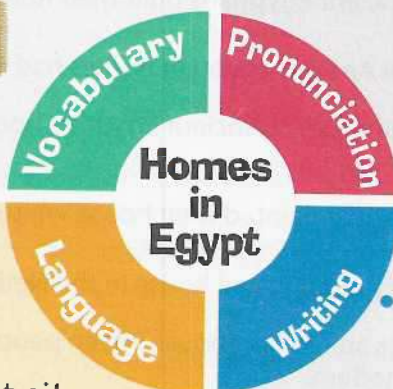 Vocabulary
Pronunciation
Homes
in
Egypt
Language
Writing